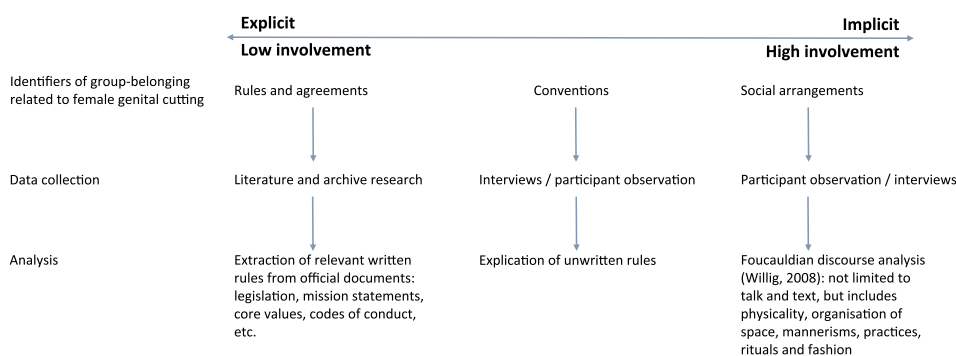 Explicit
Implicit
Low involvement
High involvement
Identifiers of group-belonging
related to female genital cutting
Rules and agreements
Conventions
Social arrangements
Data collection
Literature and archive research
Interviews / participant observation
Participant observation / interviews
Analysis
Extraction of relevant written
rules from official documents:
legislation, mission statements,
core values, codes of conduct,
etc.
Explication of unwritten rules
Foucauldian discourse analysis
(Willig, 2008): not limited to
talk and text, but includes
physicality, organisation of
space, mannerisms, practices,
rituals and fashion